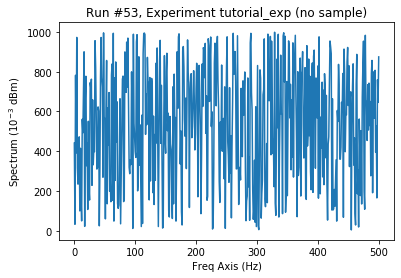 Run #53, Experiment tutorial_exp (no sample)
Spectrum (10⁻³ dBm)
1000
800
600
400
200
0
0 100 200 300 400 500
Freq Axis (Hz)